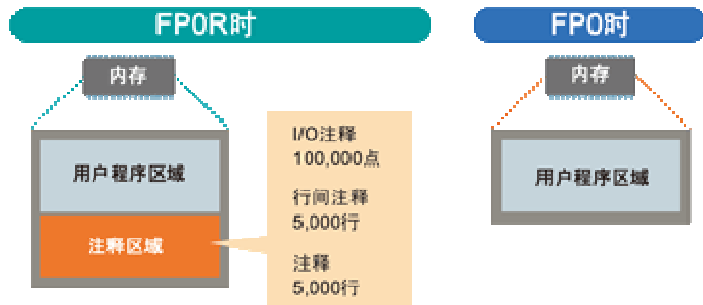 FP0R时
内存
用户程序区域
注释区域
I/O注释
100,000点
行间注释
5,000行
注释
5,000行
FP0时
内存
用户程序区域